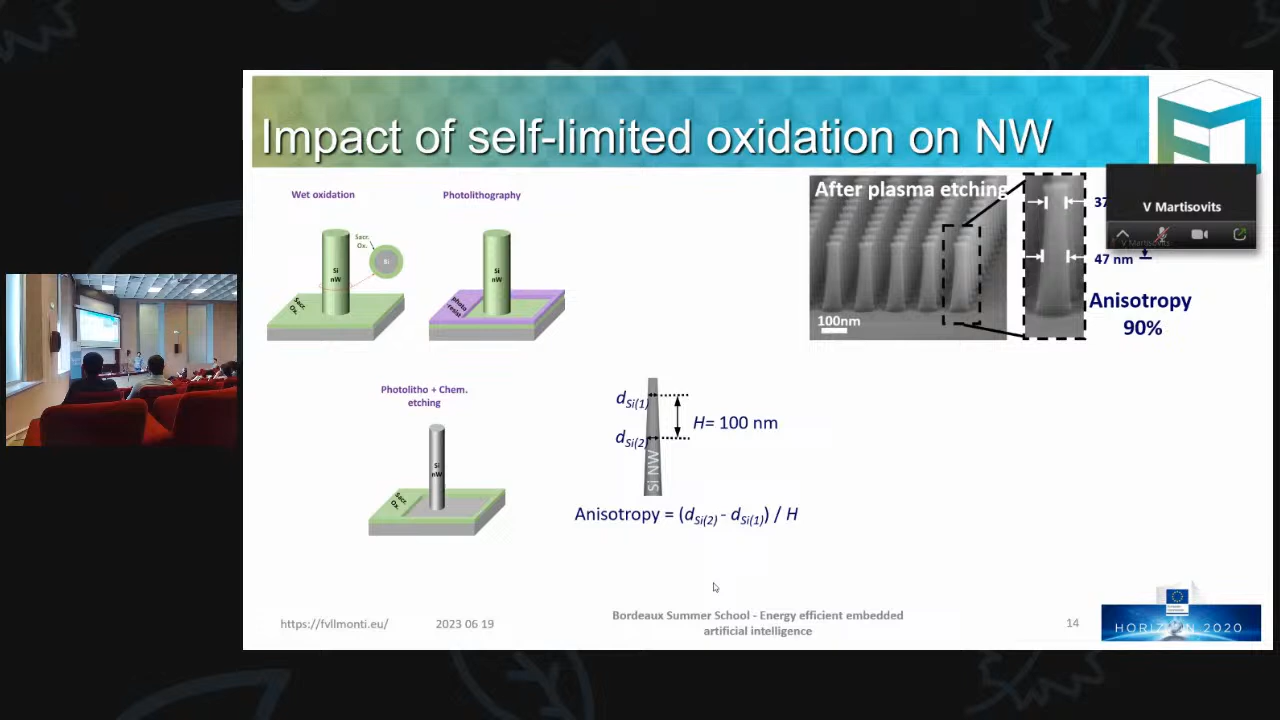 Impact of self-limited oxidation on NW
Wet oxidation
Photolithography
Sacr.
Ox.
Si
Si
nW
Sacr.
Ox.
Si
nW
photo
resist
After plasma etching
100nm
37
47 nm
Anisotropy
90%
V Martisovits
V Martisovits
Photolitho + Chem.
etching
Si
nW
Sacr.
Ox.
dSi(1)
dSi(2)
H= 100 nm
Si NW
Anisotropy = (dSi(2) - dSi(1)) / H
https://fvllmonti.eu/
2023 06 19
Bordeaux Summer School - Energy efficient embedded
artificial intelligence
14
HORIZON 2020